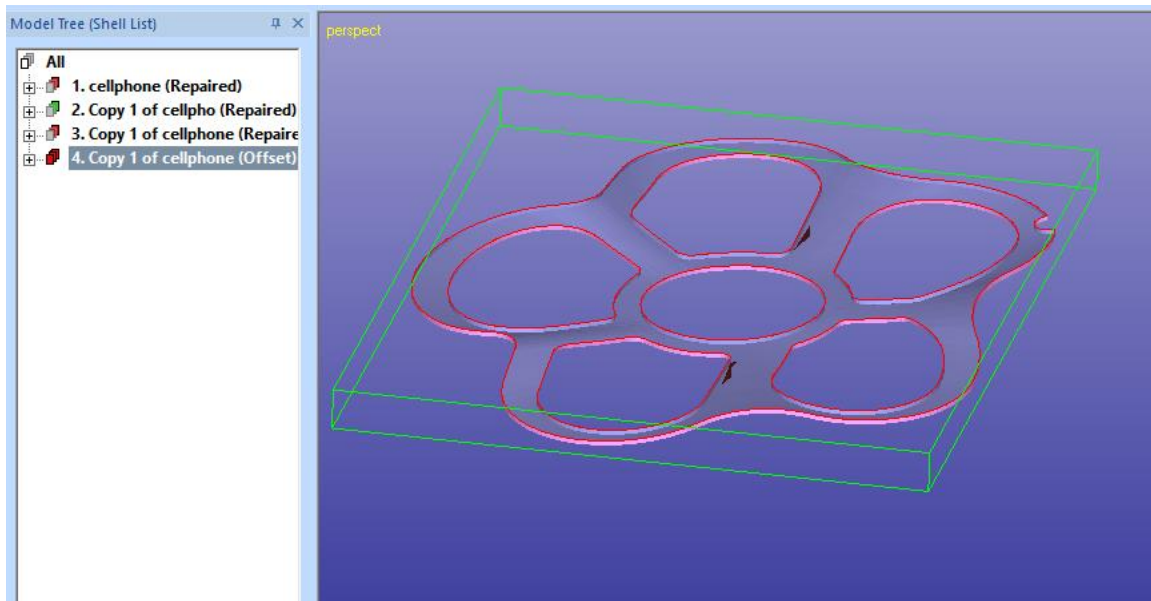 Model Tree (Shell List)
perspect
All
1. cellphone (Repaired)
2. Copy 1 of cellpho (Repaired)
3. Copy 1 of cellphone (Repaire
4. Copy 1 of cellphone (Offset)